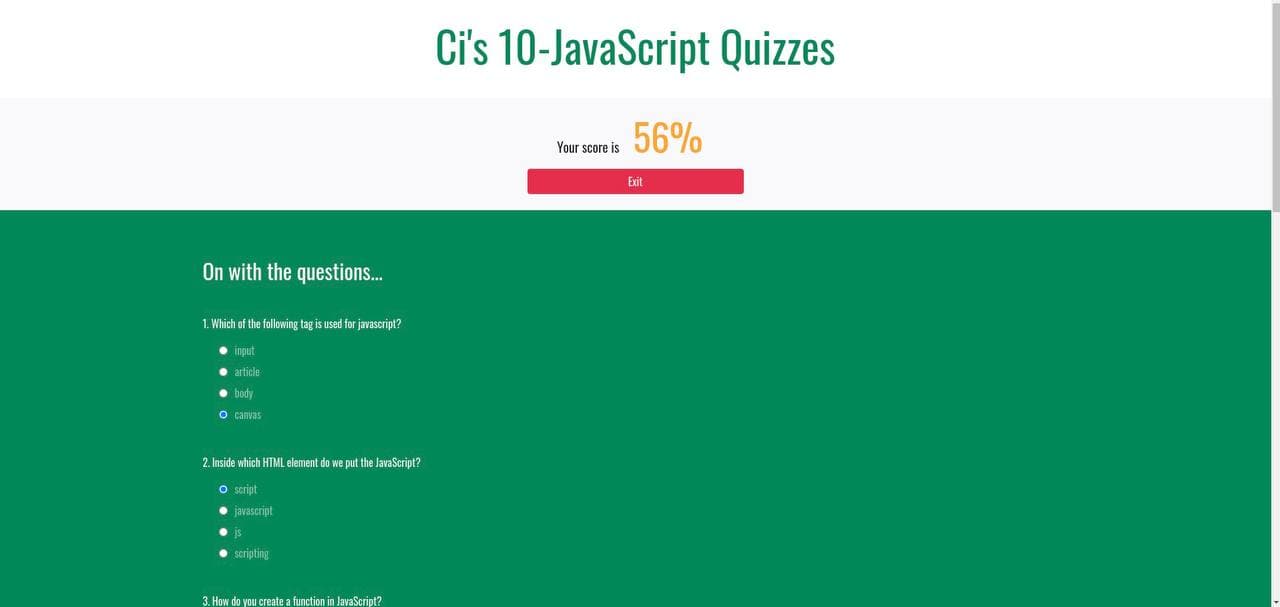 Ci's 10-JavaScript Quizzes
Your score is 56%
Exit
On with the questions...
1. Which of the following tag is used for javascript?
input
article
body
canvas
2. Inside which HTML element do we put the JavaScript?
script
javascript
js
scripting
3. How do you create a function in JavaScript?